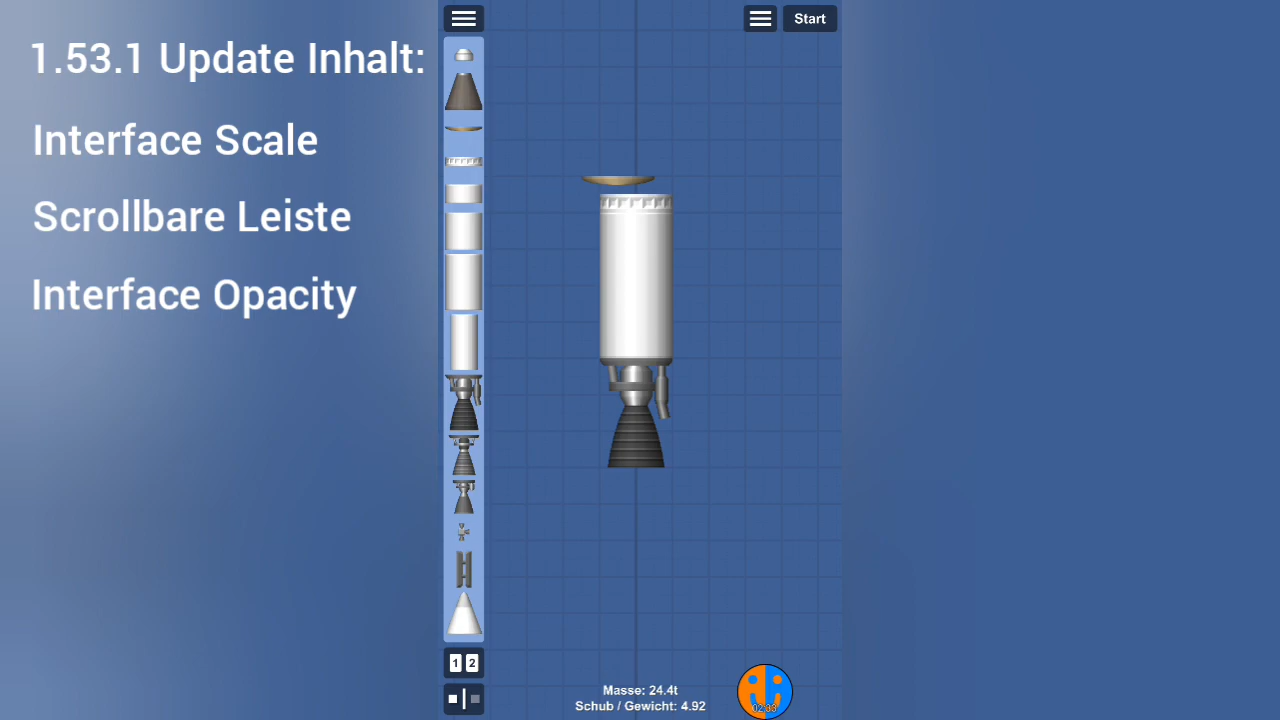 1.53.1 Update Inhalt:
Interface Scale
Scrollbare Leiste
Interface Opacity
Start
1 2
Masse: 24.4t
Schub / Gewicht: 4.92